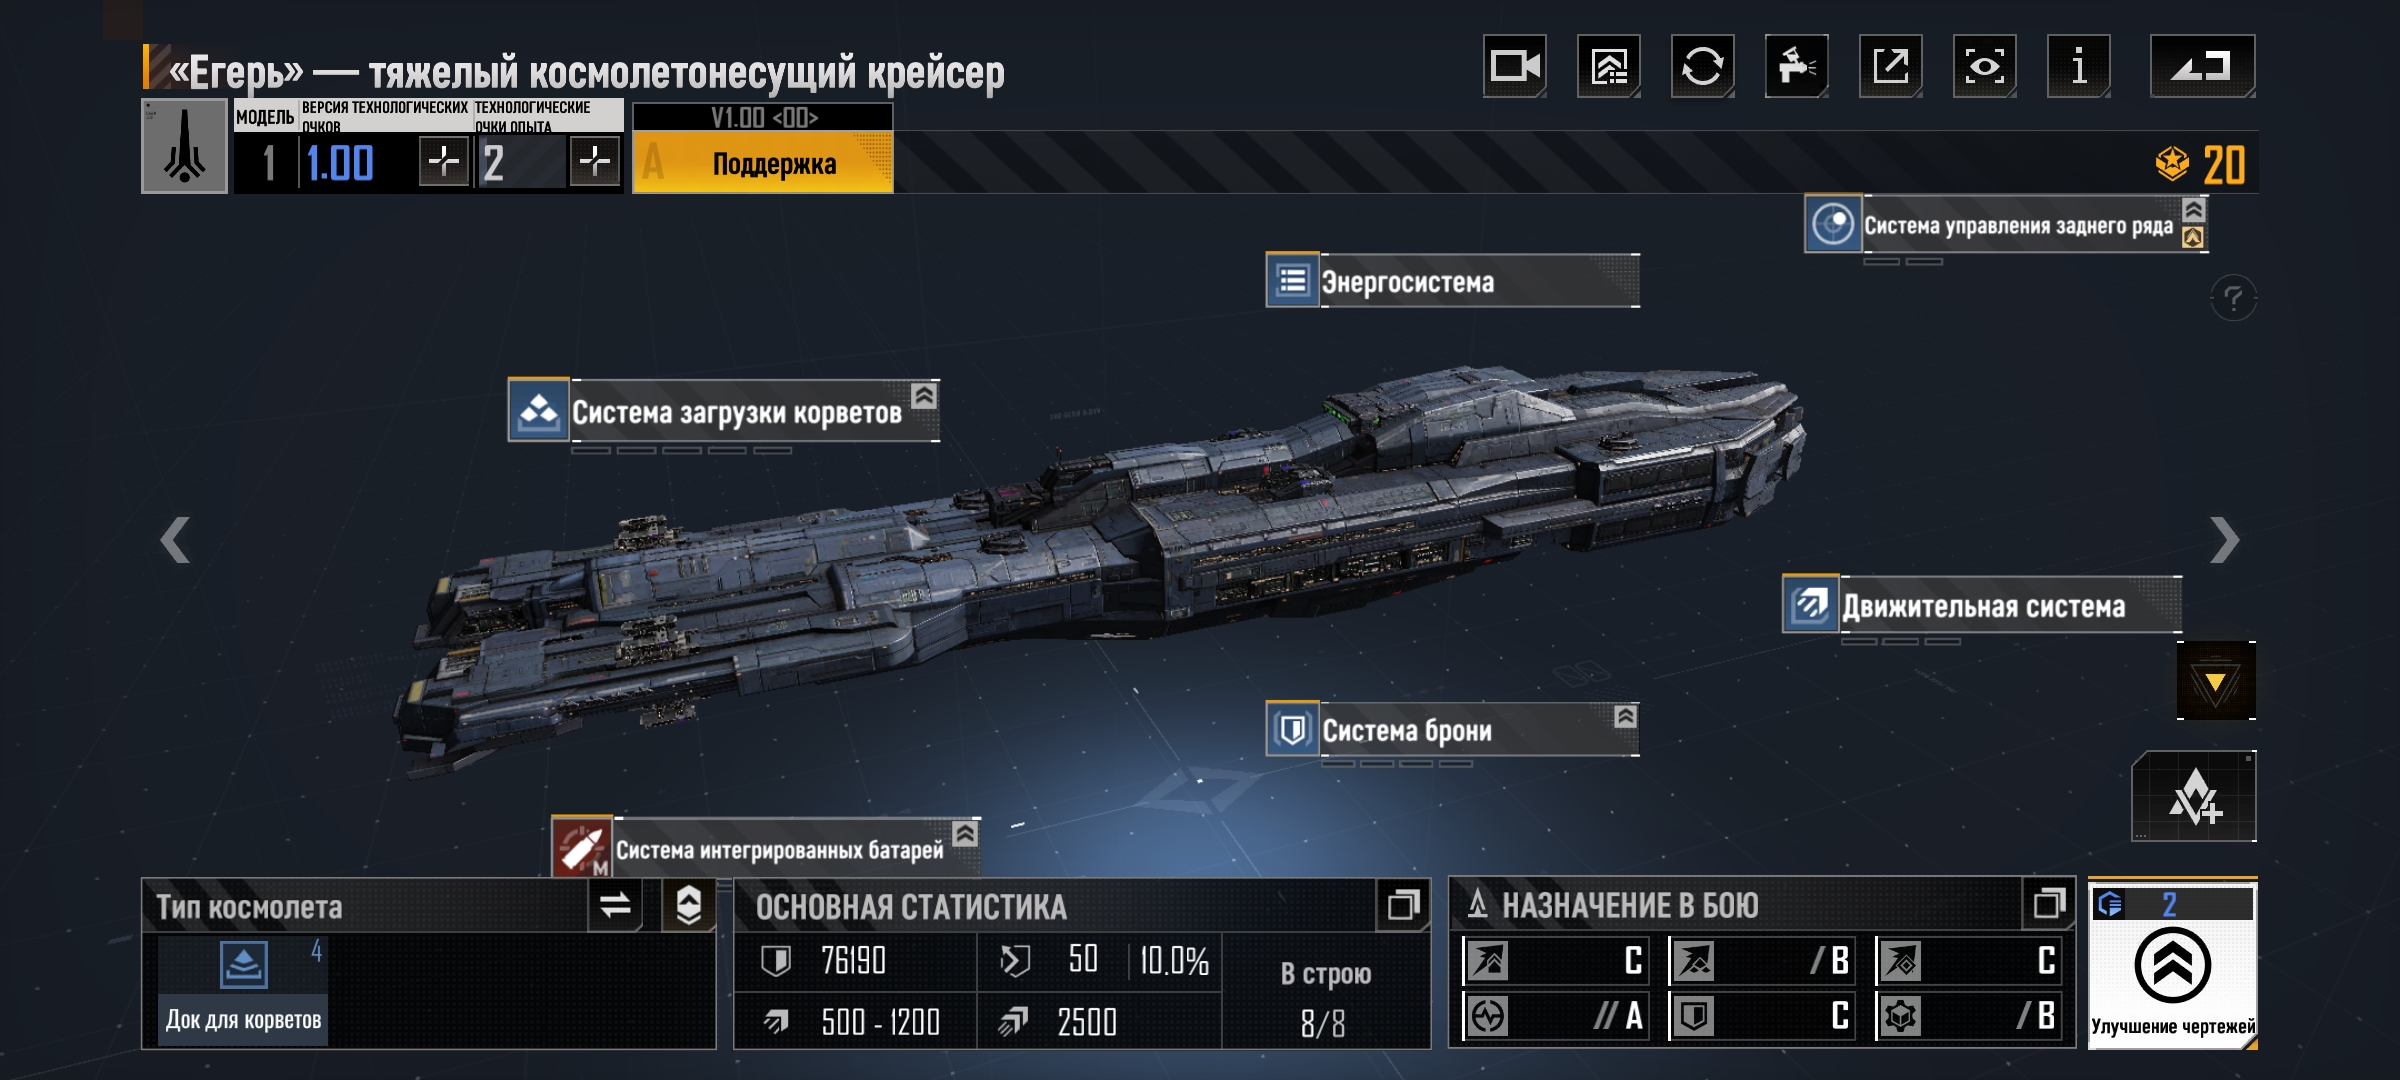 «Егерь» — тяжелый космолетонесущий крейсер
МОДЕЛЬ
ВЕРСИЯ ТЕХНОЛОГИЧЕСКИХ
ОЧКОВ
ТЕХНОЛОГИЧЕСКИЕ
ОЧКИ ОПЫТА
1
1.00
2
V1.00 <00>
A
Поддержка
20
Система управления заднего ряда
Энергосистема
Система загрузки корветов
Движительная система
Система брони
Система интегрированных батарей
M
Тип космолета
4
Док для корветов
ОСНОВНАЯ СТАТИСТИКА
76190
50
10.0%
500 - 1200
2500
В строю
8/8
НАЗНАЧЕНИЕ В БОЮ
C
/ B
C
// A
C
/ B
2
Улучшение чертежей